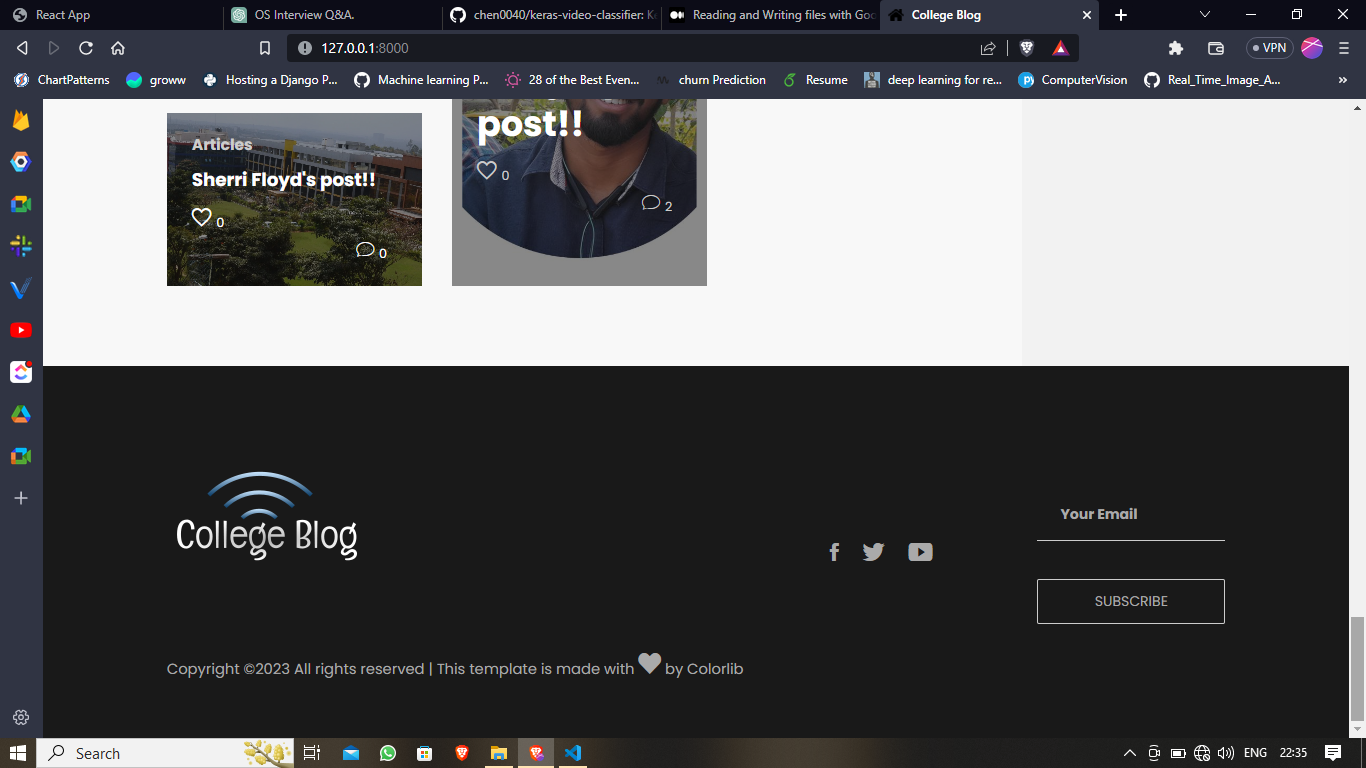 React App
OS Interview Q&A.
chen0040/keras-video-classifier: Ke
Reading and Writing files with Goo
College Blog
127.0.0.1:8000
VPN
ChartPatterns
groww
Hosting a Django P...
Machine learning P...
28 of the Best Even...
churn Prediction
Resume
deep learning for re...
ComputerVision
Real_Time_Image_A...
»
Articles
Sherri Floyd's post!!
0
0
post!!
0
2
College Blog
Your Email
SUBSCRIBE
Copyright ©2023 All rights reserved | This template is made with
by Colorlib
Search
ENG
22:35